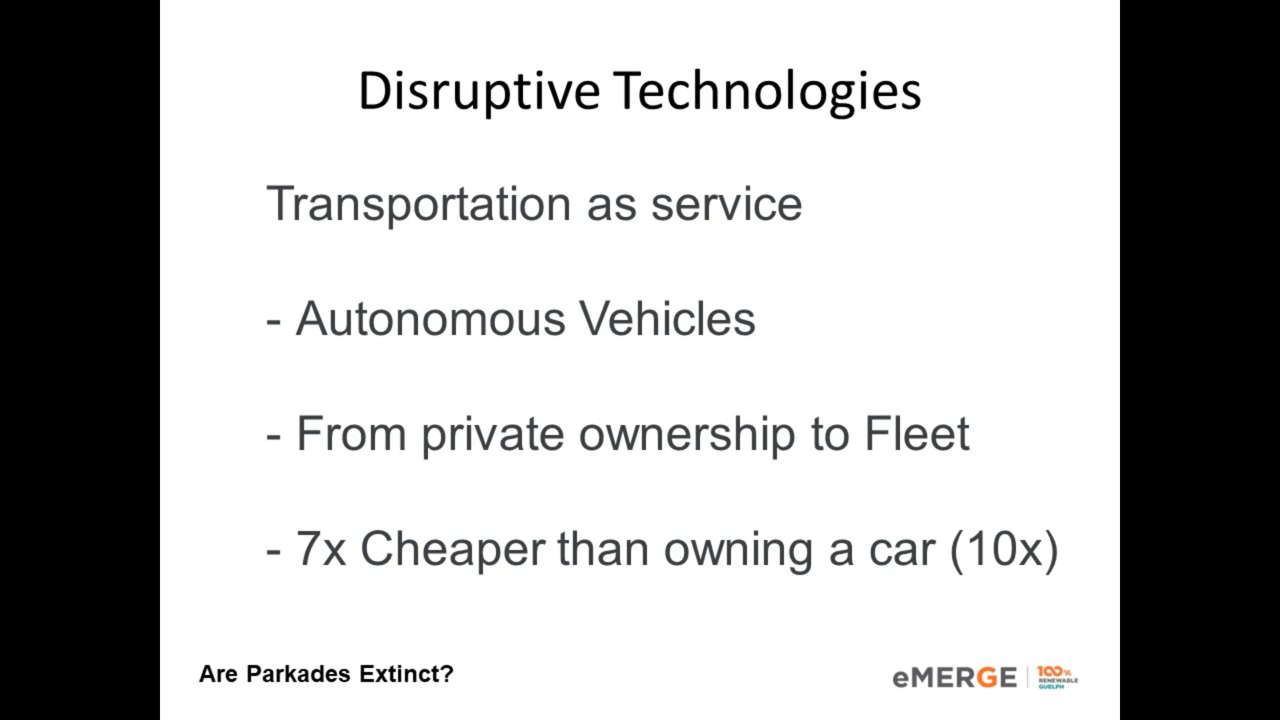 Disruptive Technologies
Transportation as service
- Autonomous Vehicles
- From private ownership to Fleet
- 7x Cheaper than owning a car (10x)
Are Parkades Extinct?
eMERGE
100%
RENEWABLE
GUELPH